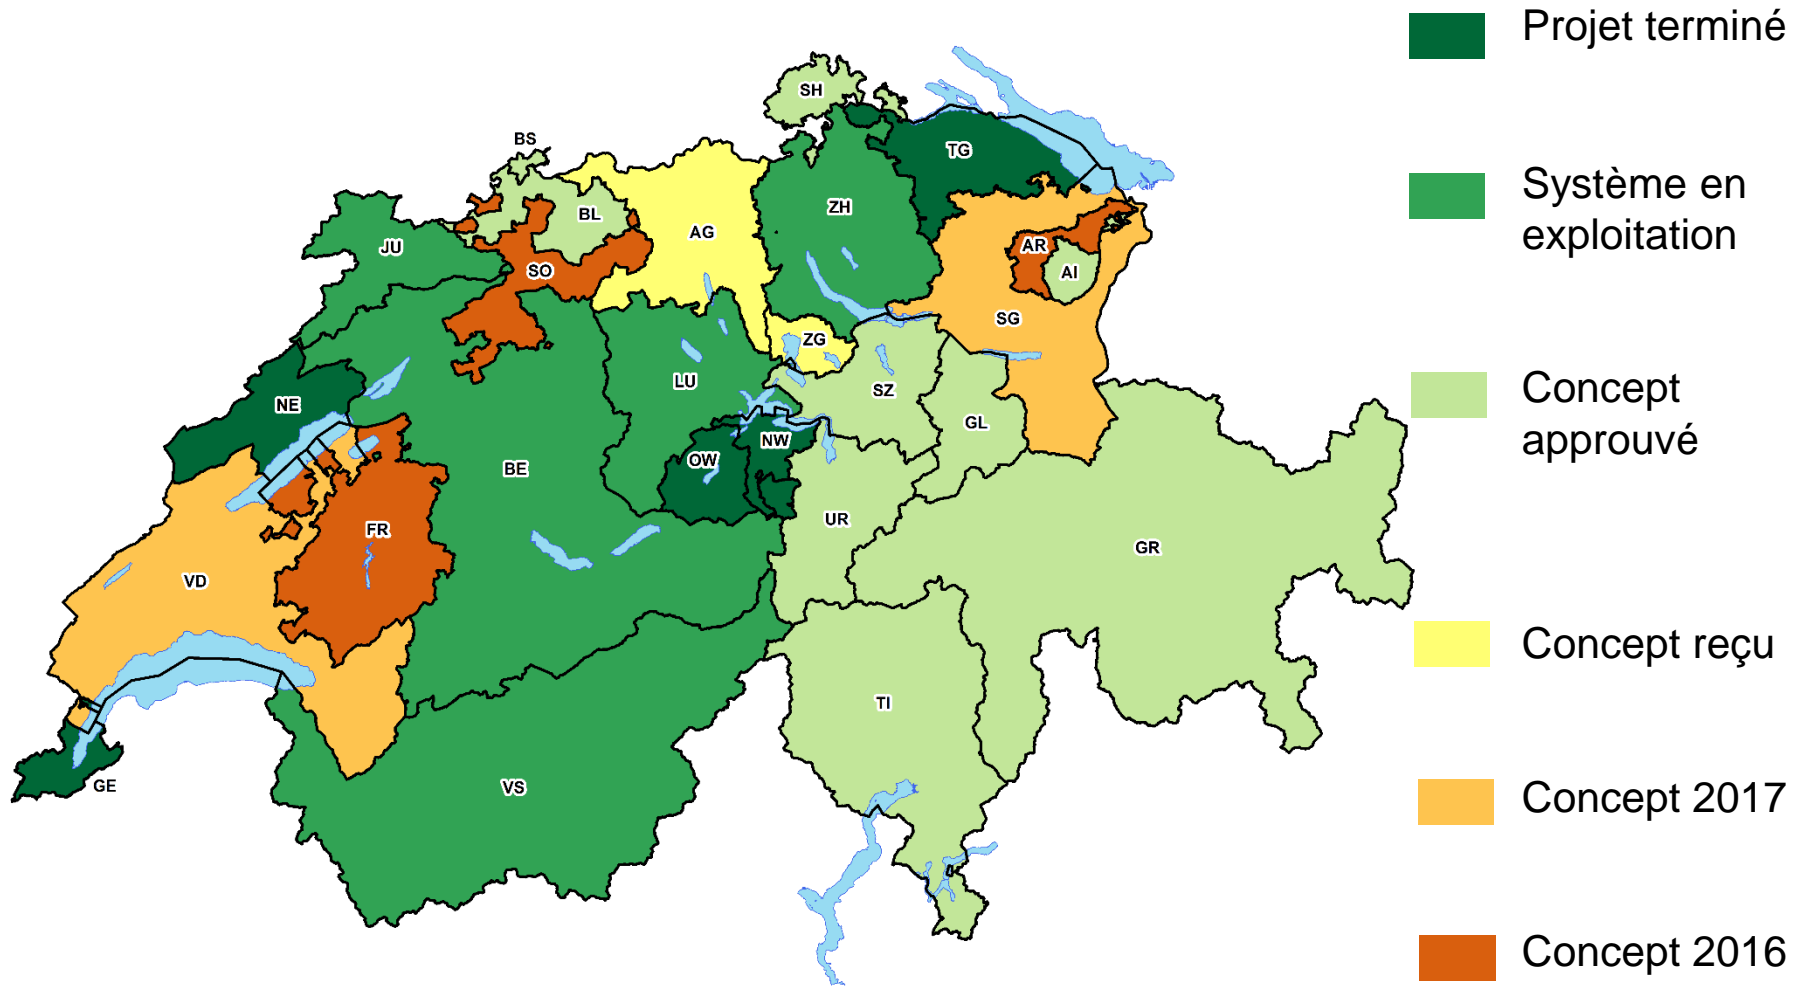 Projet terminé
SH
BS
TG
Système en
exploitation
ZH
BL
AG
JU
AR
SO
AI
SG
ZG
LU
SZ
Concept
approuvé
NE
GL
NW
OW
BE
UR
FR
GR
VD
Concept reçu
TI
VS
GE
Concept 2017
Concept 2016